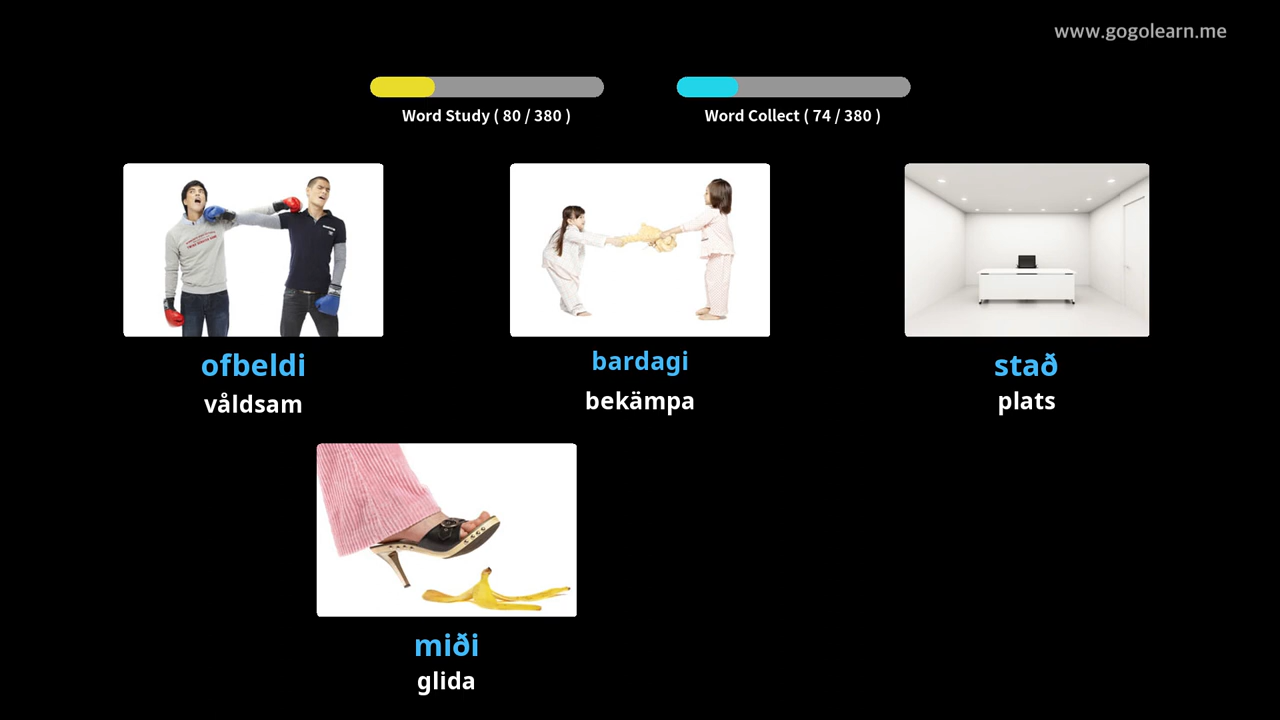 www.gogolearn.me
Word Study ( 80 / 380 )
Word Collect ( 74 / 380 )
ofbeldi
våldsam
bardagi
bekämpa
stað
plats
miði
glida